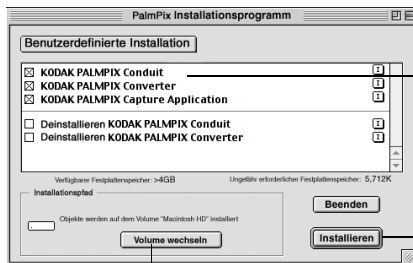 PalmPix Installationsprogramm
Benutzerdefinierte Installation
KODAK PALMPIX Conduit
KODAK PALMPIX Converter
KODAK PALMPIX Capture Application
Deinstallieren KODAK PALMPIX Conduit
Deinstallieren KODAK PALMPIX Converter
Verfügbarer Festplattenspeicher: >4GB Ungefähr erforderlicher Festplattenspeicher: 5,712K
Installationspfad
Objekte werden auf dem Volume "Macintosh HD" installiert
Volume wechseln
Beenden
Installieren